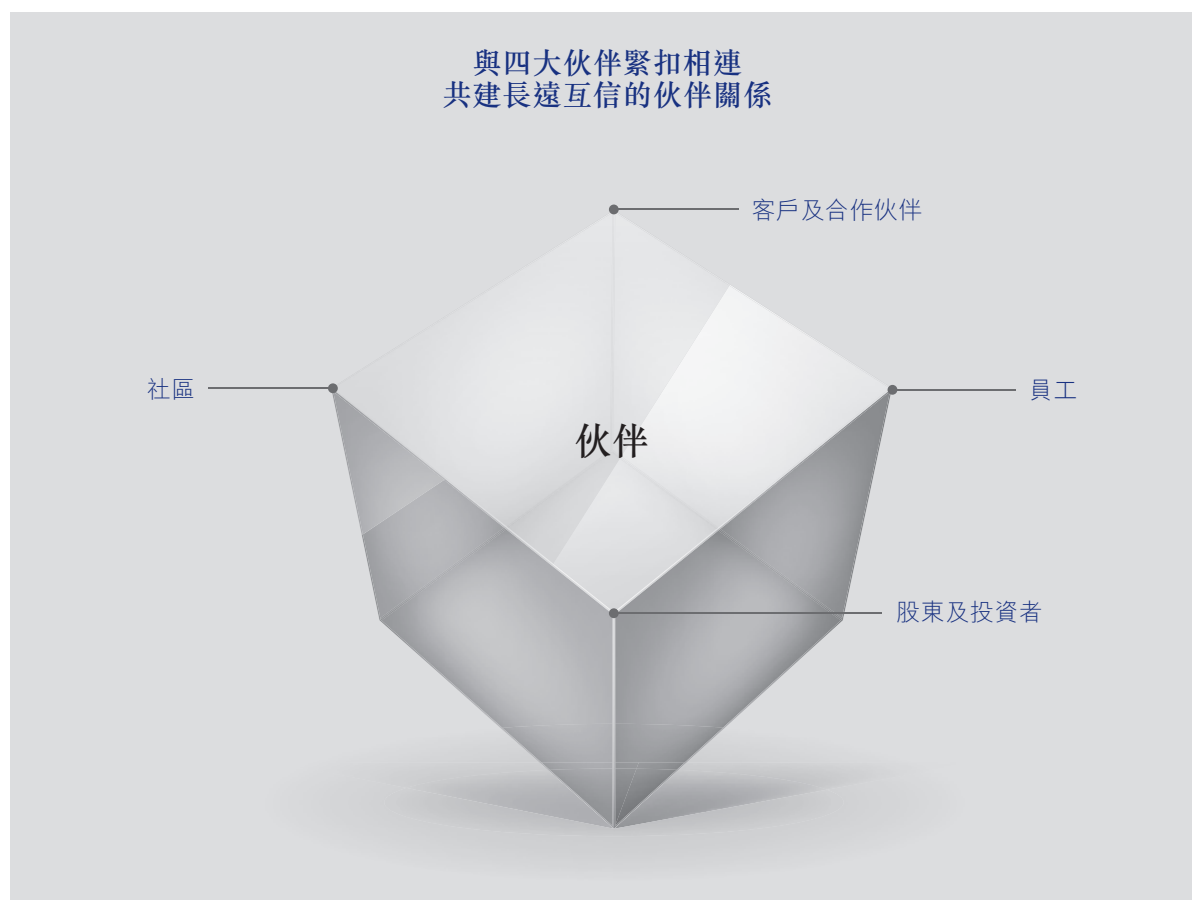 與四大伙伴緊扣相連
共建長遠互信的伙伴關係
客戶及合作伙伴
社區
員工
伙伴
股東及投資者